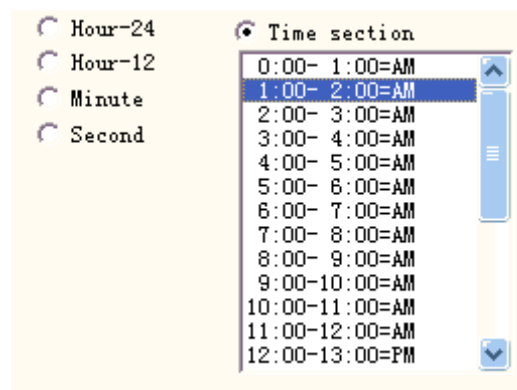 Hour-24
Hour-12
Minute
Second
Time section
0:00- 1:00=AM
1:00- 2:00=AM
2:00- 3:00=AM
3:00- 4:00=AM
4:00- 5:00=AM
5:00- 6:00=AM
6:00- 7:00=AM
7:00- 8:00=AM
8:00- 9:00=AM
9:00-10:00=AM
10:00-11:00=AM
11:00-12:00=AM
12:00-13:00=PM